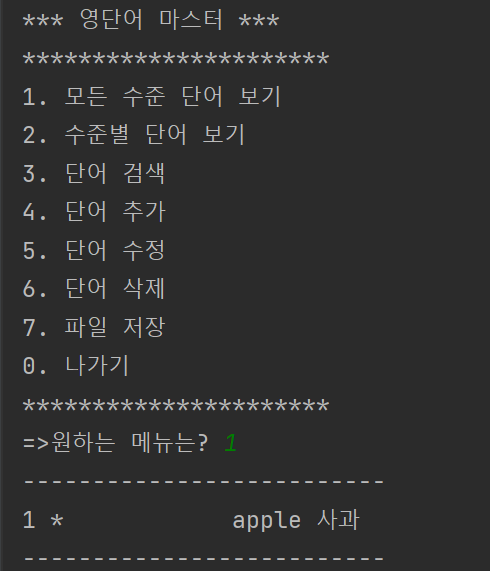 *** 영단어 마스터 ***
**********************
1. 모든 수준 단어 보기
2. 수준별 단어 보기
3. 단어 검색
4. 단어 추가
5. 단어 수정
6. 단어 삭제
7. 파일 저장
0. 나가기
**********************
=>원하는 메뉴는? 1
--------------------------
1 *            apple 사과
--------------------------